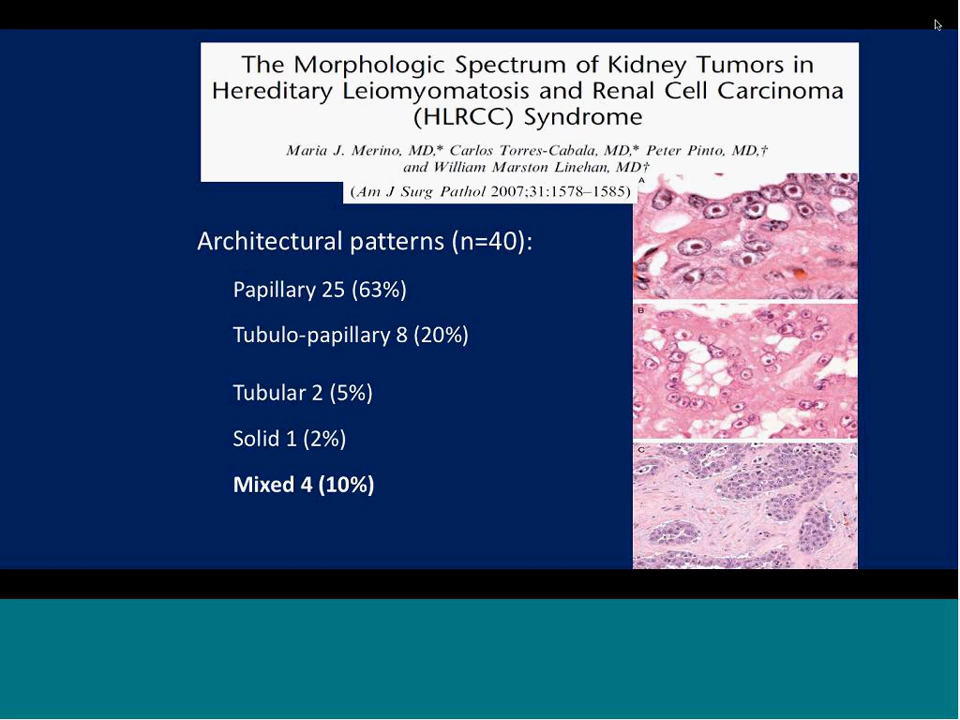 The Morphologic Spectrum of Kidney Tumors in
Hereditary Leiomyomatosis and Renal Cell Carcinoma
(HLRCC) Syndrome
Maria J. Merino, MD,* Carlos Torres-Cabala, MD,* Peter Pinto, MD,†
and William Marston Linehan, MD†
(Am J Surg Pathol 2007;31:1578–1585)
A
Architectural patterns (n=40):
Papillary 25 (63%)
B
Tubulo-papillary 8 (20%)
Tubular 2 (5%)
Solid 1 (2%)
C
Mixed 4 (10%)